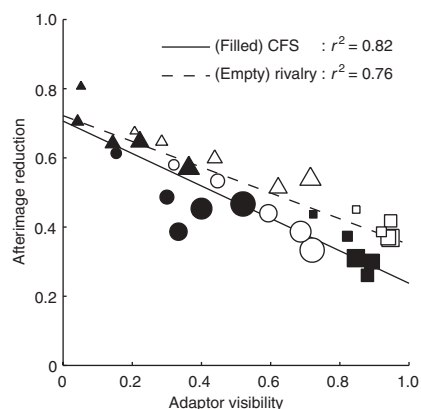 1.0
0.8
0.6
0.4
0.2
0
Afterimage reduction
(Filled) CFS : r² = 0.82
(Empty) rivalry : r² = 0.76
0 0.2 0.4 0.6 0.8 1.0
Adaptor visibility